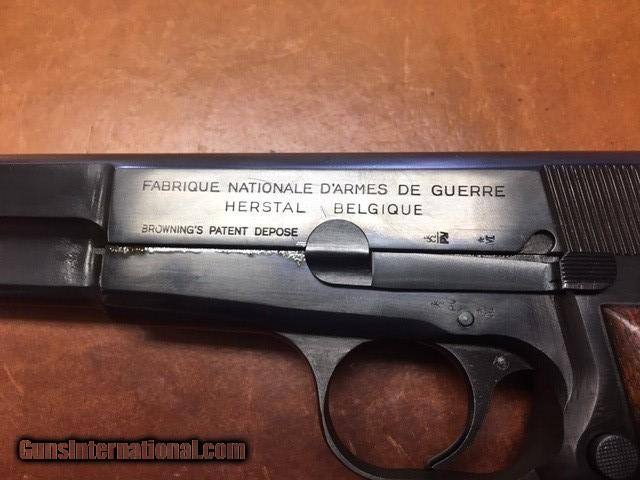 FABRIQUE NATIONALE D'ARMES DE GUERRE
HERSTAL BELGIQUE
BROWNING'S PATENT DEPOSE
GunsInternational.com